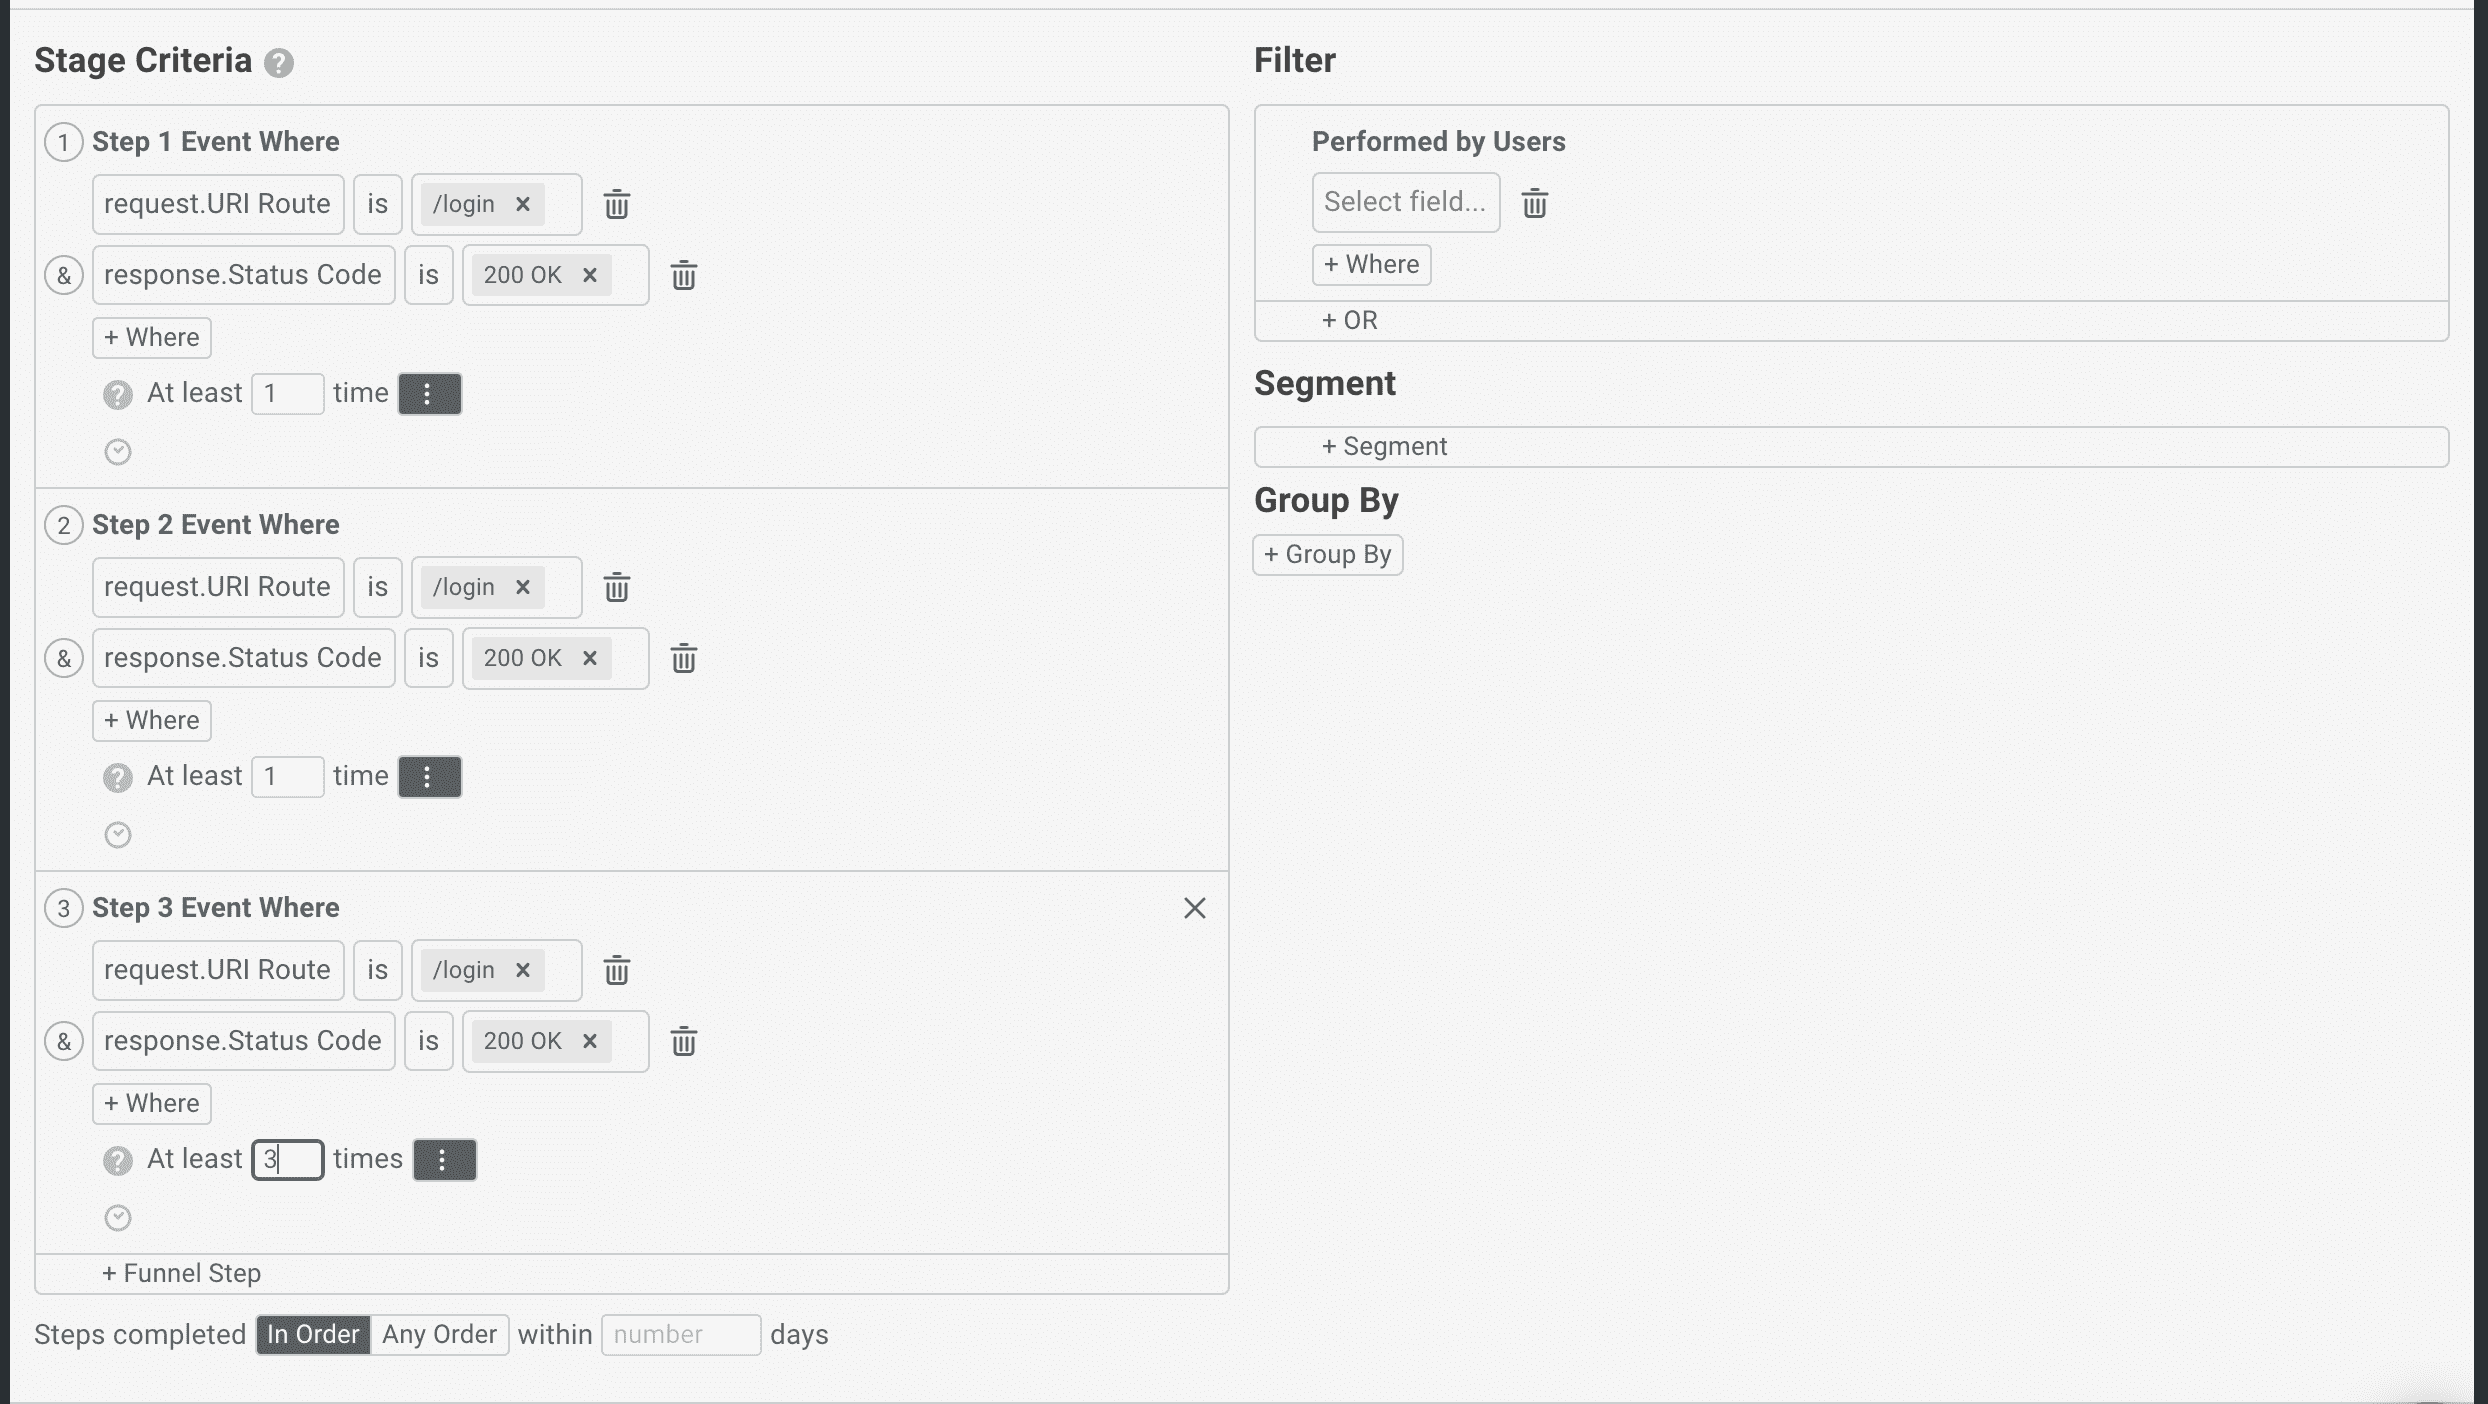 Stage Criteria ?
1 Step 1 Event Where
request.URI Route is /login ×
& response.Status Code is 200 OK ×
+ Where
? At least 1 time
2 Step 2 Event Where
request.URI Route is /login ×
& response.Status Code is 200 OK ×
+ Where
? At least 1 time
3 Step 3 Event Where
request.URI Route is /login ×
& response.Status Code is 200 OK ×
+ Where
? At least 3 times
+ Funnel Step
Steps completed In Order Any Order within number days
Filter
Performed by Users
Select field...
+ Where
+ OR
Segment
+ Segment
Group By
+ Group By